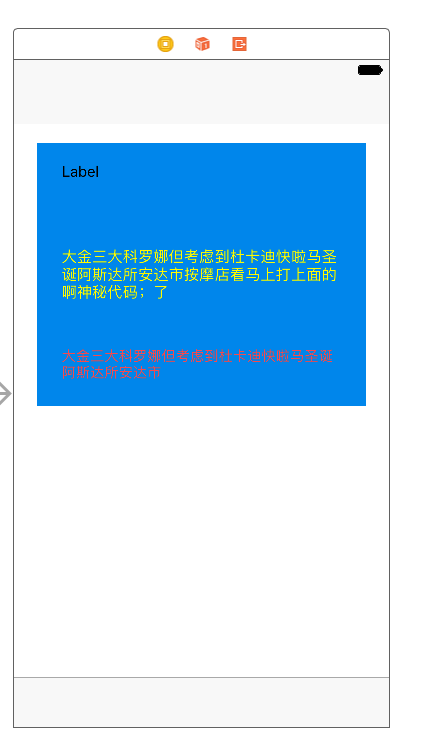 Label
大金三大科罗娜但考虑到杜卡迪快啦马圣
诞阿斯达所安达市按摩店看马上打上面的
啊神秘代码；了
大金三大科罗娜但考虑到杜卡迪快啦马圣诞
阿斯达所安达市